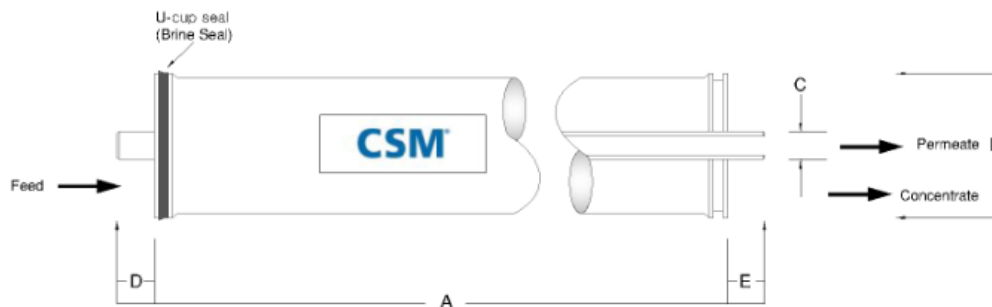 U-cup seal
(Brine Seal)
CSM®
C
Permeate
Feed
Concentrate
D
E
A